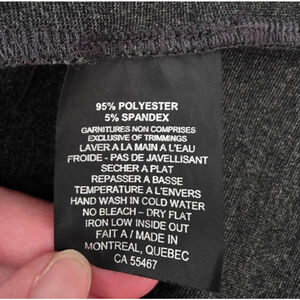 95% POLYESTER
5% SPANDEX
GARNITURES NON COMPRISES
EXCLUSIVE OF TRIMMINGS
LAVER A LA MAIN A L'EAU
FROIDE - PAS DE JAVELLISANT
SECHER A PLAT
REPASSER A BASSE
TEMPERATURE A L'ENVERS
HAND WASH IN COLD WATER
NO BLEACH – DRY FLAT
IRON LOW INSIDE OUT
FAIT A / MADE IN
MONTREAL, QUEBEC
CA 55467